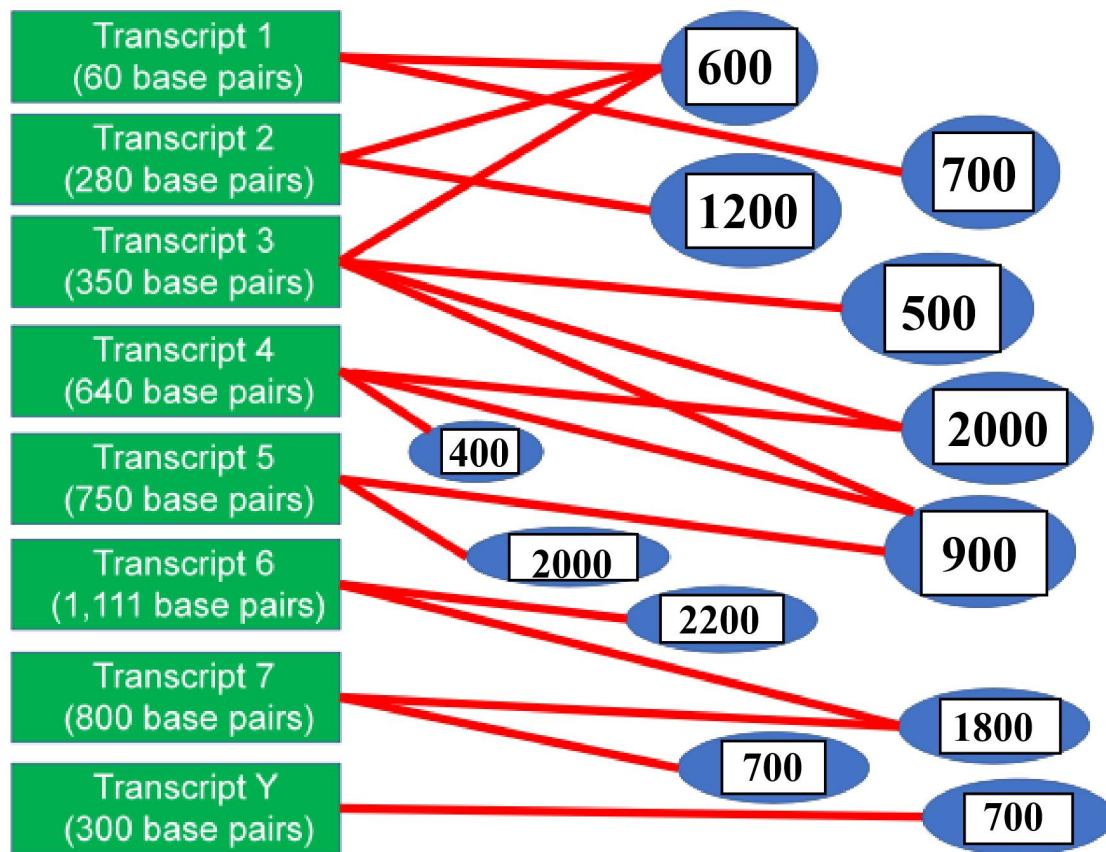 Transcript 1
(60 base pairs)
Transcript 2
(280 base pairs)
Transcript 3
(350 base pairs)
Transcript 4
(640 base pairs)
Transcript 5
(750 base pairs)
Transcript 6
(1,111 base pairs)
Transcript 7
(800 base pairs)
Transcript Y
(300 base pairs)
600
700
1200
500
2000
400
900
2000
2200
1800
700
700